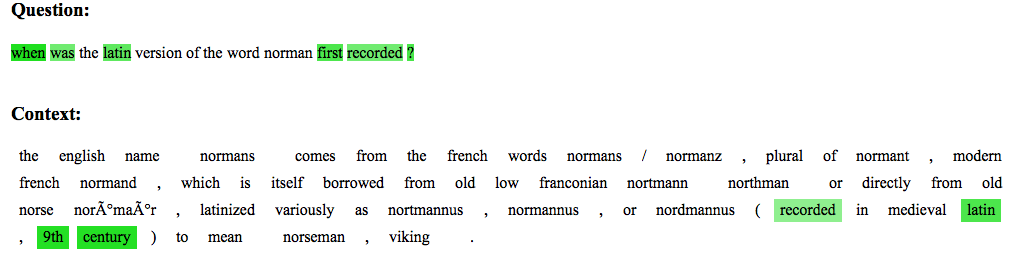 Question:
when was the latin version of the word norman first recorded ?
Context:
the english name normans comes from the french words normans / normanz , plural of normant , modern
french normand , which is itself borrowed from old low franconian nortmann northman or directly from old
norse norÃºmaÃºr , latinized variously as nortmannus , normannus , or nordmannus ( recorded in medieval latin
, 9th century ) to mean norseman , viking .